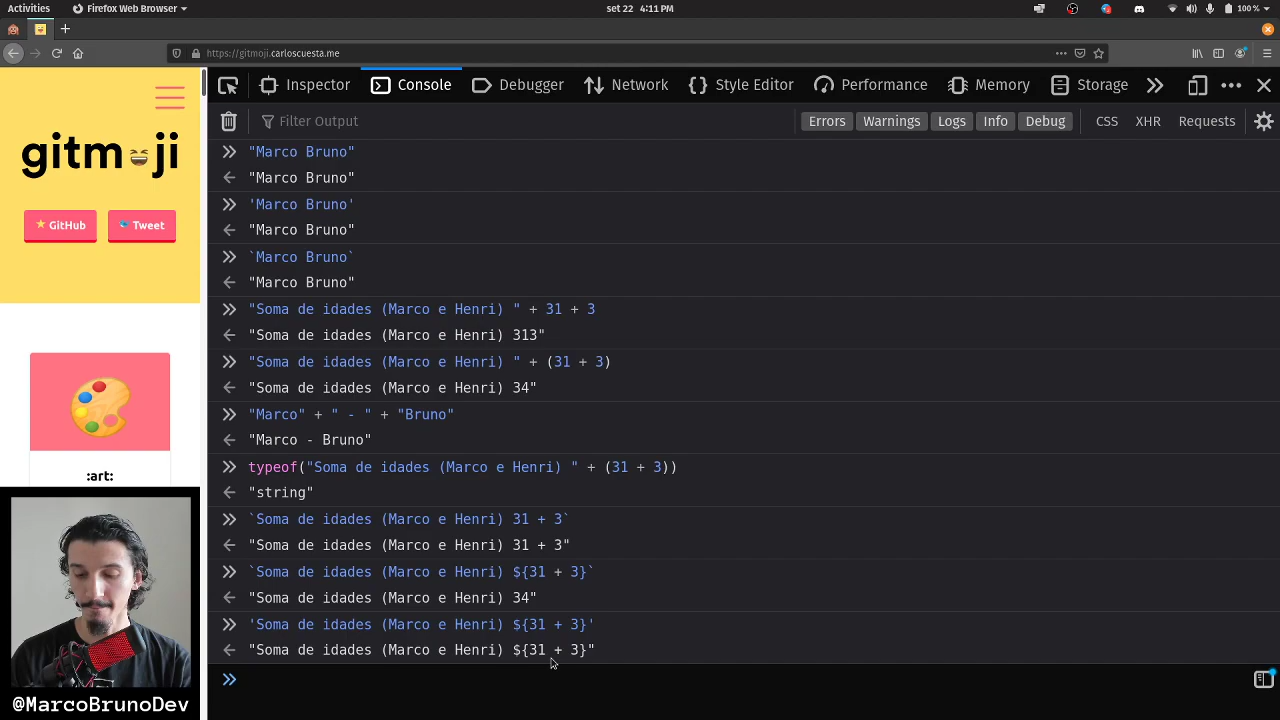 Activities
Firefox Web Browser
set 22 4:11 PM
100 %
https://gitmoji.carloscuesta.me
Inspector
Console
Debugger
Network
Style Editor
Performance
Memory
Storage
Filter Output
Errors
Warnings
Logs
Info
Debug
CSS
XHR
Requests
gitm ji
GitHub
Tweet
:art:
"Marco Bruno"
"Marco Bruno"
'Marco Bruno'
"Marco Bruno"
`Marco Bruno`
"Marco Bruno"
"Soma de idades (Marco e Henri) " + 31 + 3
"Soma de idades (Marco e Henri) 313"
"Soma de idades (Marco e Henri) " + (31 + 3)
"Soma de idades (Marco e Henri) 34"
"Marco" + " - " + "Bruno"
"Marco - Bruno"
typeof("Soma de idades (Marco e Henri) " + (31 + 3))
"string"
`Soma de idades (Marco e Henri) 31 + 3`
"Soma de idades (Marco e Henri) 31 + 3"
`Soma de idades (Marco e Henri) ${31 + 3}`
"Soma de idades (Marco e Henri) 34"
'Soma de idades (Marco e Henri) ${31 + 3}'
"Soma de idades (Marco e Henri) ${31 + 3}"
@MarcoBrunoDev